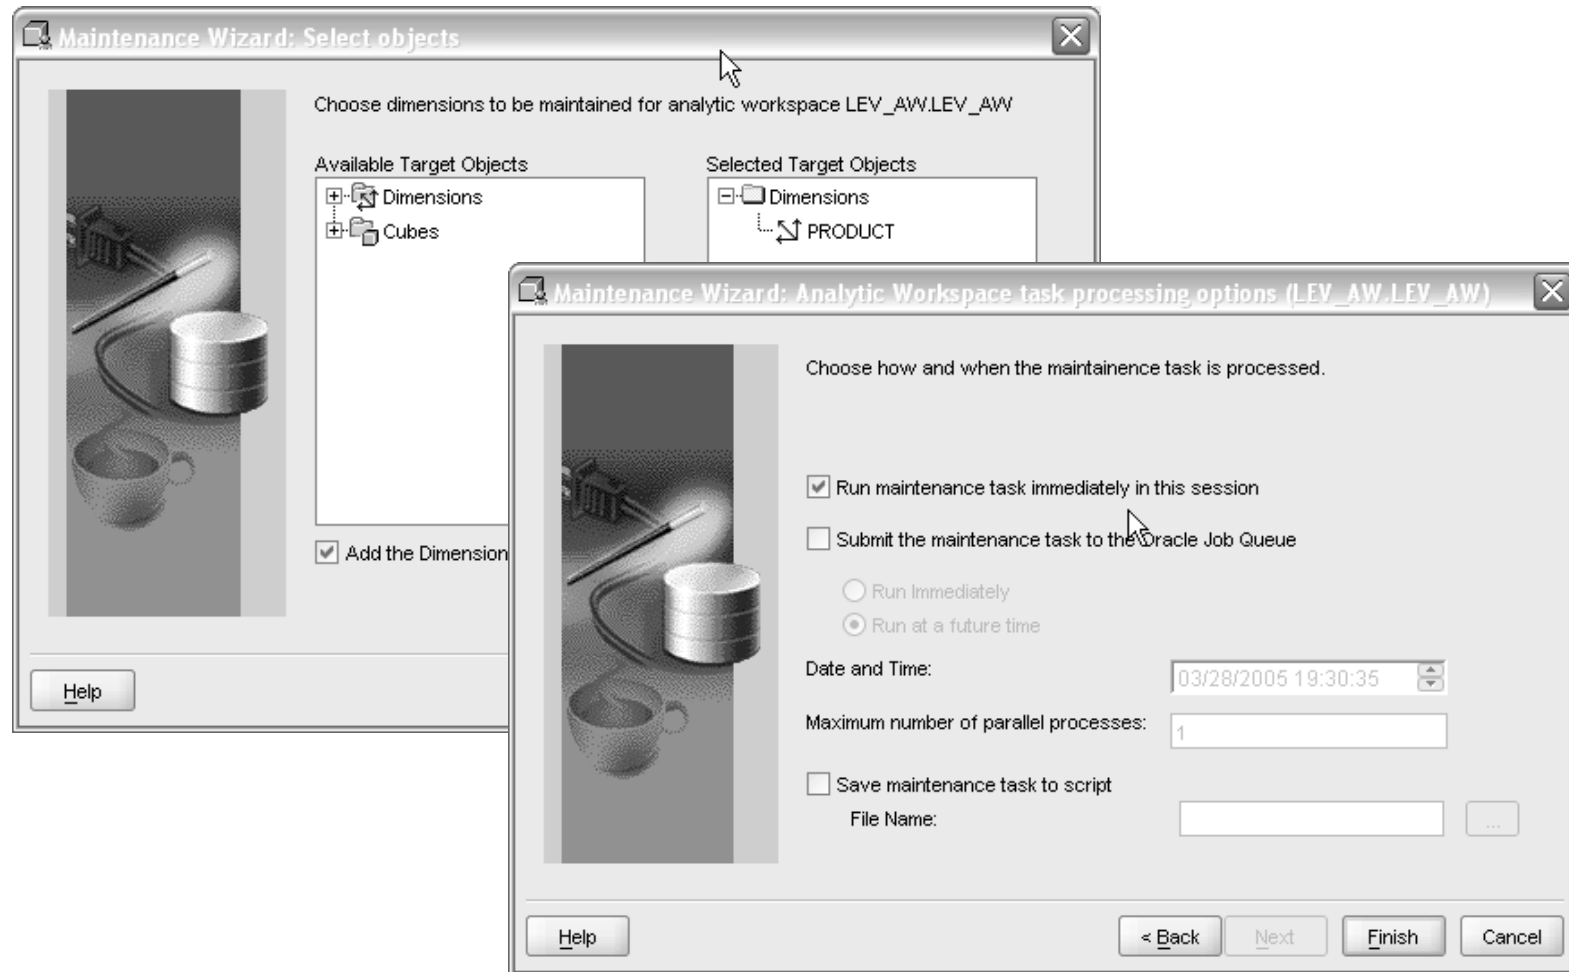 Maintenance Wizard: Select objects
Choose dimensions to be maintained for analytic workspace LEV_AW.LEV_AW
Available Target Objects
Dimensions
Cubes
Selected Target Objects
Dimensions
PRODUCT
Add the Dimension
Help
Maintenance Wizard: Analytic Workspace task processing options (LEV_AW.LEV_AW)
Choose how and when the maintainence task is processed.
Run maintenance task immediately in this session
Submit the maintenance task to the Oracle Job Queue
Run Immediately
Run at a future time
Date and Time: 03/28/2005 19:30:35
Maximum number of parallel processes: 1
Save maintenance task to script
File Name: ...
Help < Back Next Finish Cancel